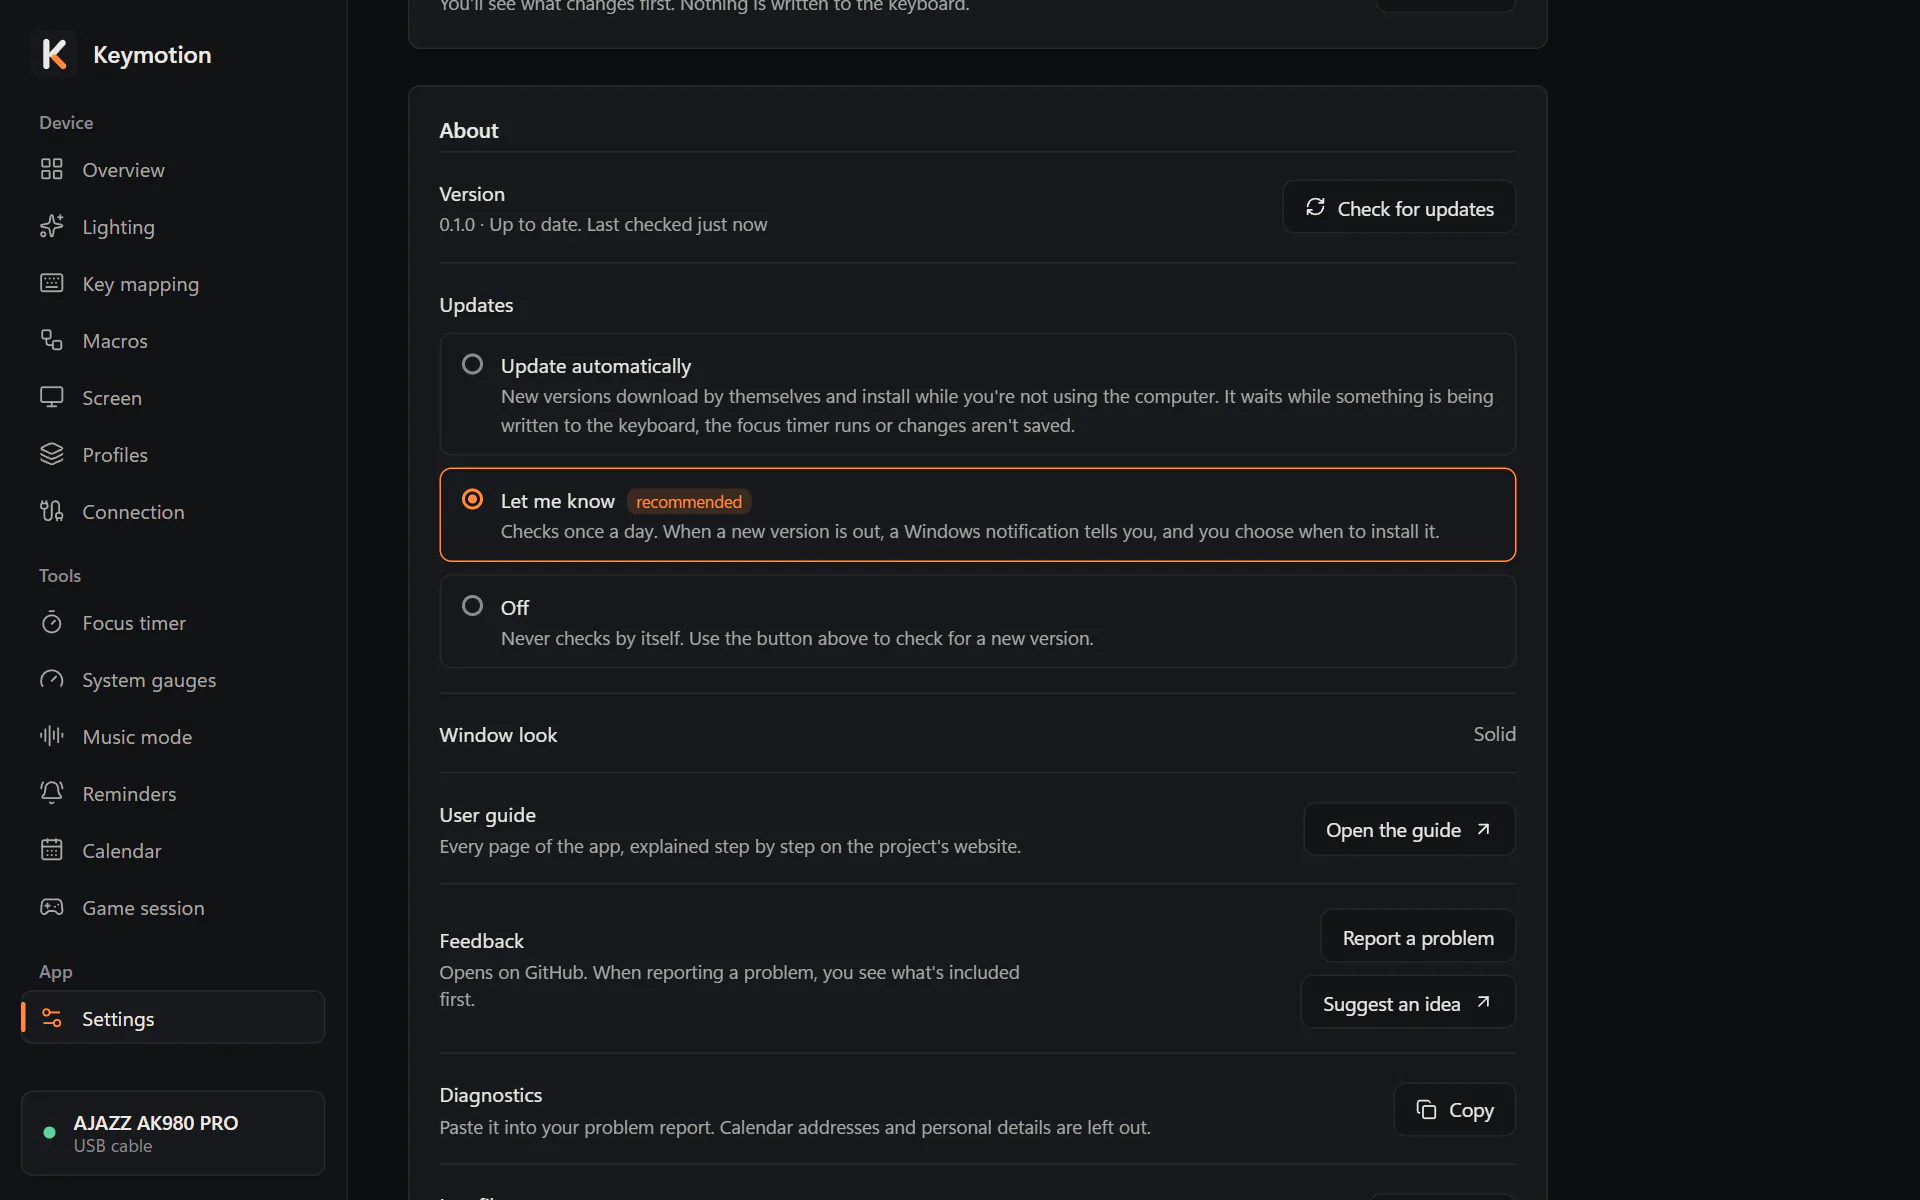 Keymotion
Device
Overview
Lighting
Key mapping
Macros
Screen
Profiles
Connection
Tools
Focus timer
System gauges
Music mode
Reminders
Calendar
Game session
App
Settings
AJAZZ AK980 PRO
USB cable
You'll see what changes first. Nothing is written to the keyboard.
About
Version
0.1.0 · Up to date. Last checked just now
Check for updates
Updates
Update automatically
New versions download by themselves and install while you're not using the computer. It waits while something is being
written to the keyboard, the focus timer runs or changes aren't saved.
Let me know recommended
Checks once a day. When a new version is out, a Windows notification tells you, and you choose when to install it.
Off
Never checks by itself. Use the button above to check for a new version.
Window look
Solid
User guide
Every page of the app, explained step by step on the project's website.
Open the guide
Feedback
Opens on GitHub. When reporting a problem, you see what's included
first.
Report a problem
Suggest an idea
Diagnostics
Paste it into your problem report. Calendar addresses and personal details are left out.
Copy